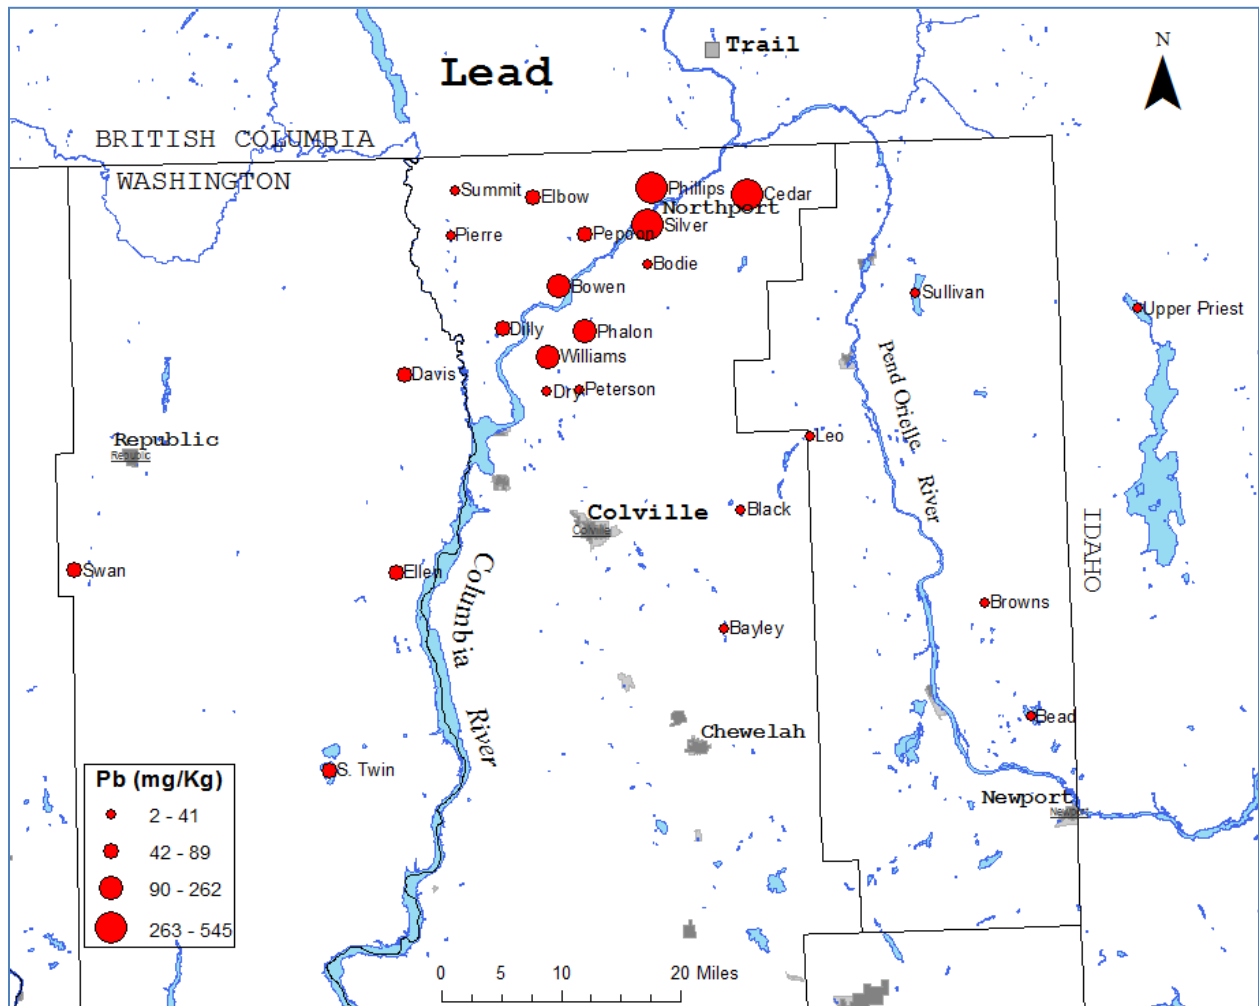 Trail
Lead
N
BRITISH COLUMBIA
WASHINGTON
Summit
Elbow
Phillips
Cedar
Northport
Silver
Pierre
Pepoon
Bodie
Bowen
Sullivan
Upper Priest
Dilly
Phalon
Williams
Davis
Dry
Peterson
Pend Orielle River
Republic
Republic
Leo
Black
Colville
Colville
IDAHO
Swan
Ellen
Columbia River
Browns
Bayley
Bead
Chewelah
S. Twin
Newport
Newport
Pb (mg/Kg)
2 - 41
42 - 89
90 - 262
263 - 545
0 5 10 20 Miles